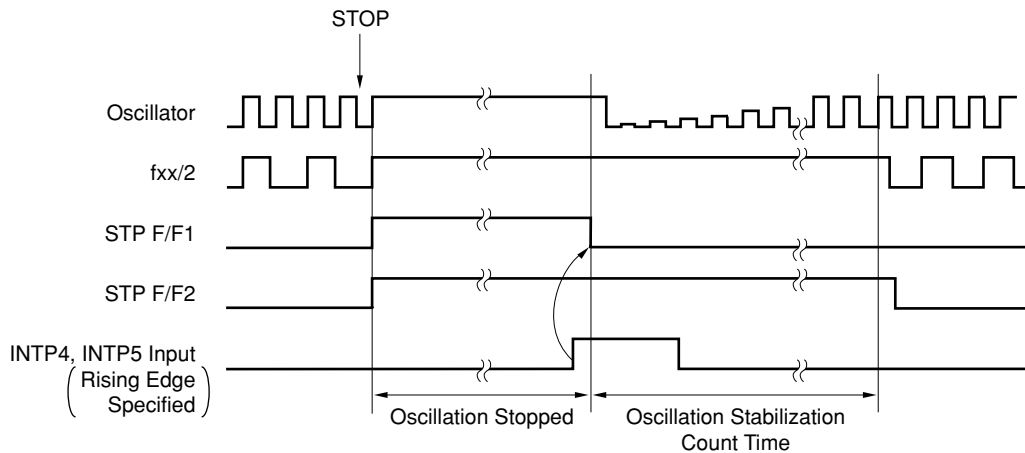 STOP
Oscillator
fxx/2
STP F/F1
STP F/F2
INTP4, INTP5 Input
Rising Edge
Specified
Oscillation Stopped
Oscillation Stabilization
Count Time